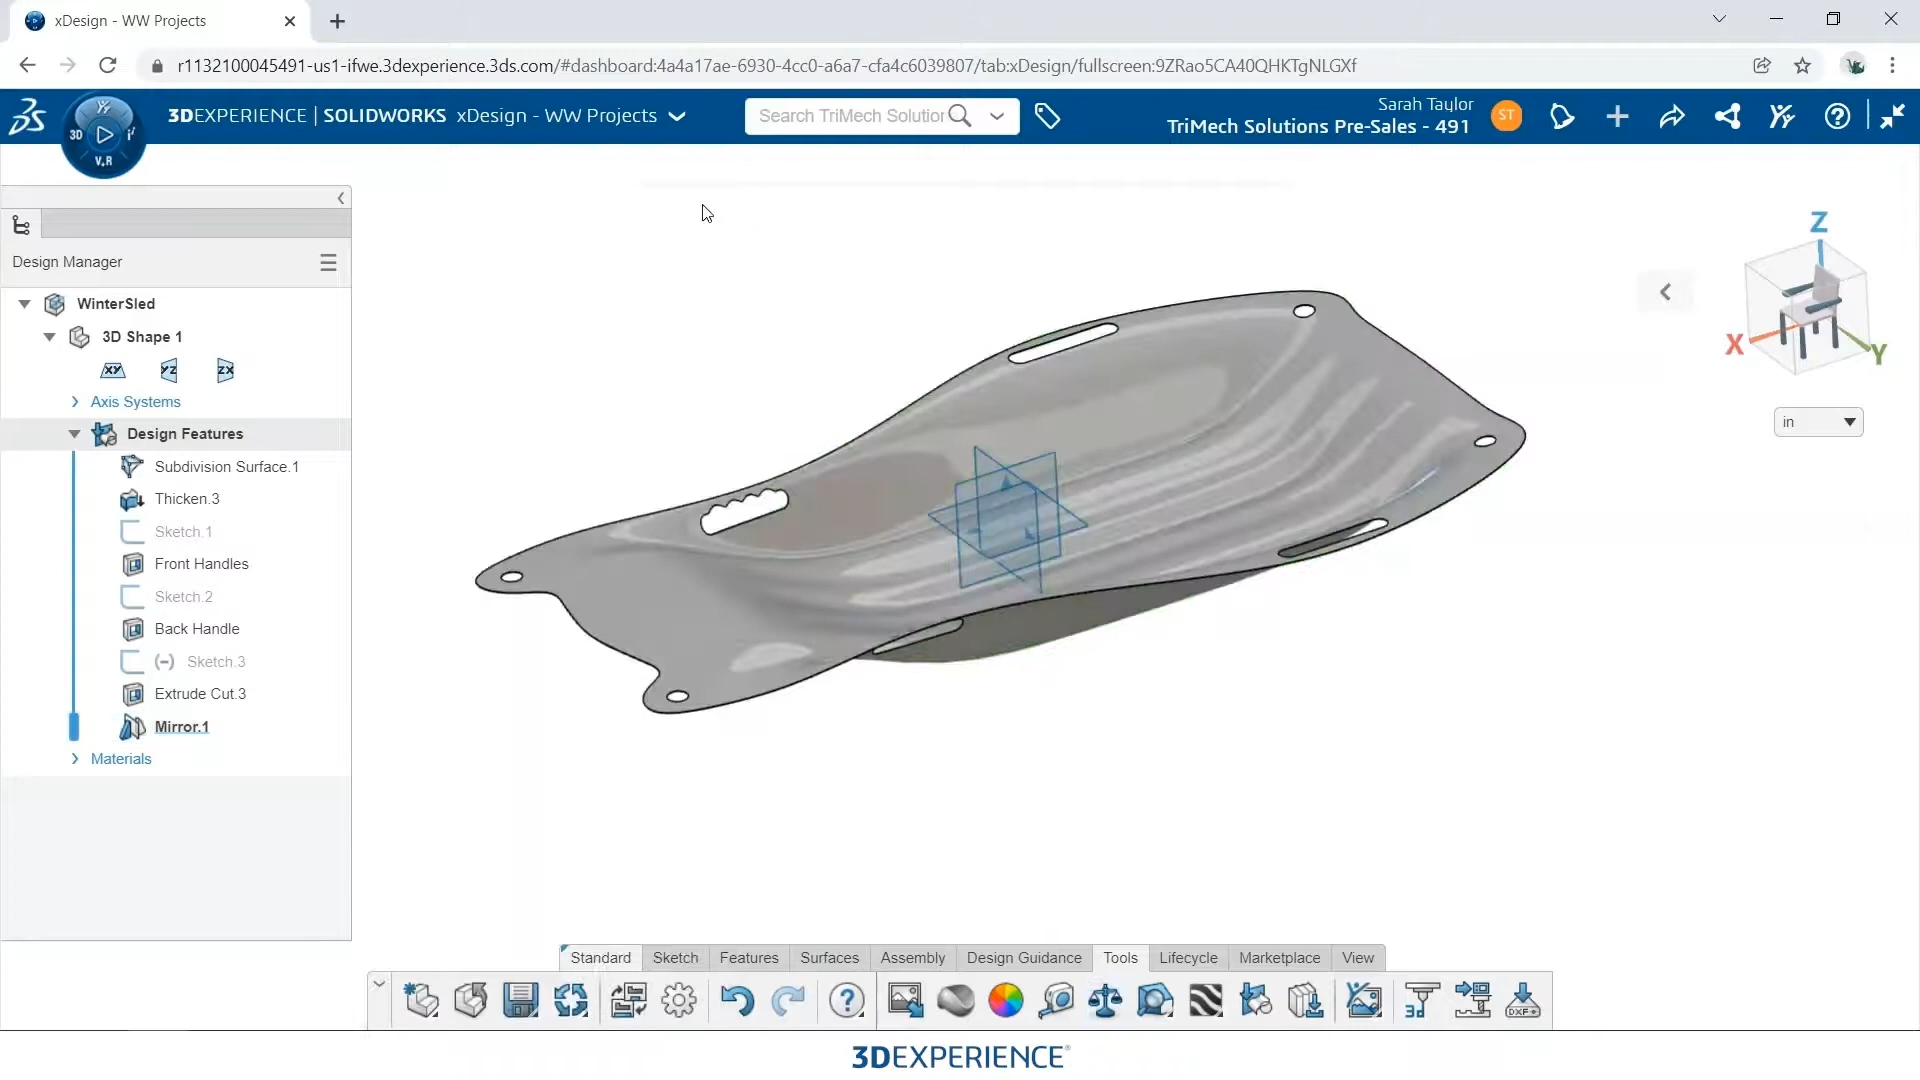 xDesign - WW Projects
r1132100045491-us1-ifwe.3dexperience.3ds.com/#dashboard:4a4a17ae-6930-4cc0-a6a7-cfa4c6039807/tab:xDesign/fullscreen:9ZRao5CA40QHKTgNLGXf
3D
V.R
3DEXPERIENCE | SOLIDWORKS xDesign - WW Projects
Search TriMech Solution
Sarah Taylor
TriMech Solutions Pre-Sales - 491
ST
Design Manager
WinterSled
3D Shape 1
XY YZ ZX
Axis Systems
Design Features
Subdivision Surface.1
Thicken.3
Sketch.1
Front Handles
Sketch.2
Back Handle
(-) Sketch.3
Extrude Cut.3
Mirror.1
Materials
Z
X
Y
in
Standard Sketch Features Surfaces Assembly Design Guidance Tools Lifecycle Marketplace View
3d
DXF
3DEXPERIENCE®